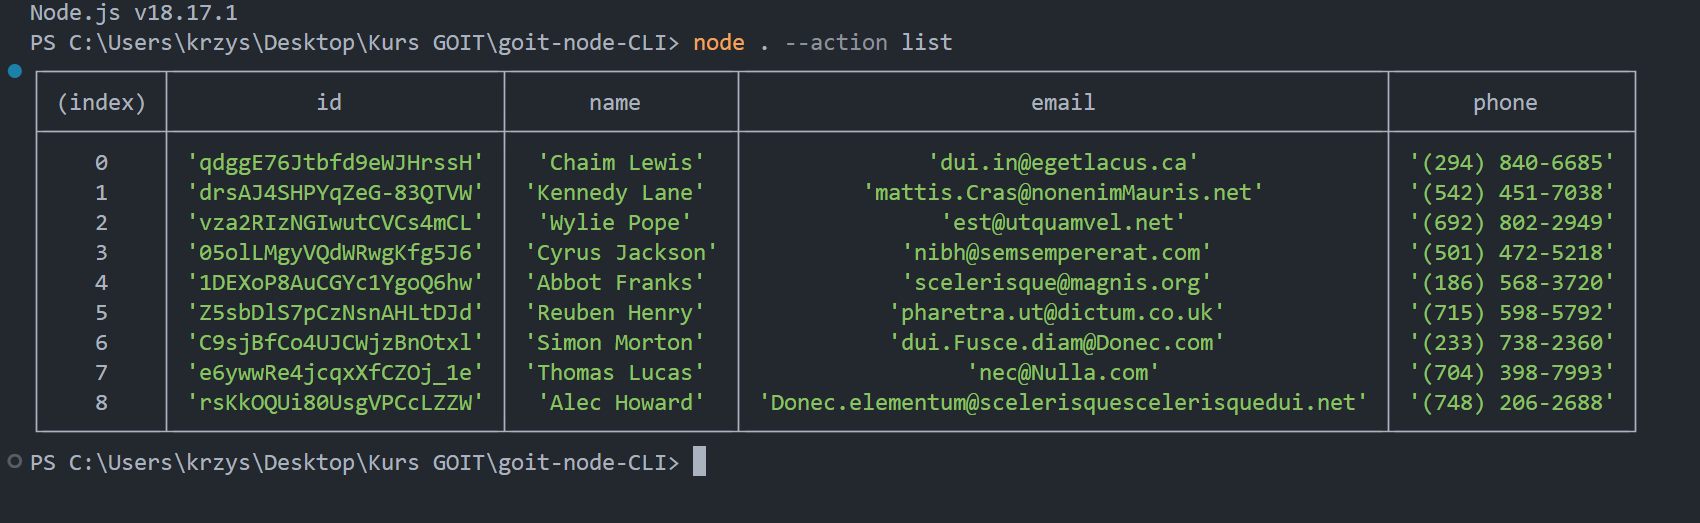 Node.js v18.17.1
PS C:\Users\krzys\Desktop\Kurs GOIT\goit-node-CLI> node . --action list
(index) id name email phone
0 'qdggE76Jtbfd9eWJHrssH' 'Chaim Lewis' 'dui.in@egetlacus.ca' '(294) 840-6685'
1 'drsAJ4SHPYqZeG-83QTVW' 'Kennedy Lane' 'mattis.Cras@nonenimMauris.net' '(542) 451-7038'
2 'vza2RIzNGIwutCVCs4mCL' 'Wylie Pope' 'est@utquamvel.net' '(692) 802-2949'
3 '05olLMgyVQdWRwgKfg5J6' 'Cyrus Jackson' 'nibh@semsempererat.com' '(501) 472-5218'
4 '1DEXoP8AuCGYc1YgoQ6hw' 'Abbot Franks' 'scelerisque@magnis.org' '(186) 568-3720'
5 'Z5sbDlS7pCzNsnAHLtDJd' 'Reuben Henry' 'pharetra.ut@dictum.co.uk' '(715) 598-5792'
6 'C9sjBfCo4UJCWjzBnOtxl' 'Simon Morton' 'dui.Fusce.diam@Donec.com' '(233) 738-2360'
7 'e6ywwRe4jcqxXfCZOj_1e' 'Thomas Lucas' 'nec@Nulla.com' '(704) 398-7993'
8 'rsKkOQUi80UsgVPCcLZZW' 'Alec Howard' 'Donec.elementum@scelerisquescelerisquedui.net' '(748) 206-2688'
PS C:\Users\krzys\Desktop\Kurs GOIT\goit-node-CLI>